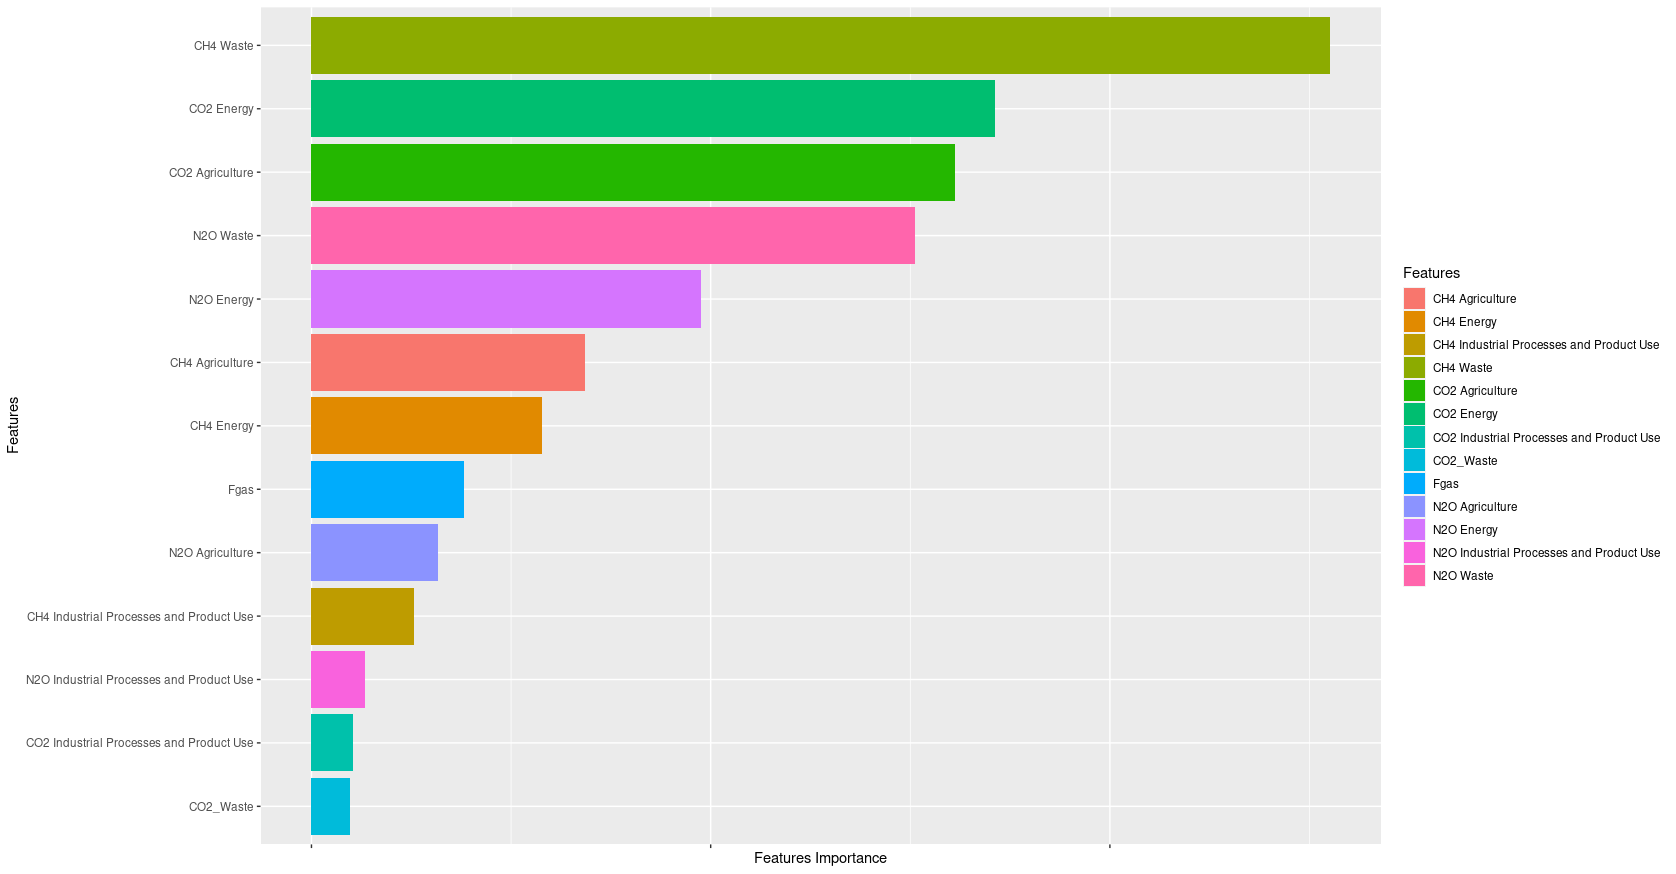 CH4 Waste
CO2 Energy
CO2 Agriculture
N2O Waste
N2O Energy
CH4 Agriculture
CH4 Energy
Fgas
N2O Agriculture
CH4 Industrial Processes and Product Use
N2O Industrial Processes and Product Use
CO2 Industrial Processes and Product Use
CO2_Waste
Features
Features Importance
Features
CH4 Agriculture
CH4 Energy
CH4 Industrial Processes and Product Use
CH4 Waste
CO2 Agriculture
CO2 Energy
CO2 Industrial Processes and Product Use
CO2_Waste
Fgas
N2O Agriculture
N2O Energy
N2O Industrial Processes and Product Use
N2O Waste